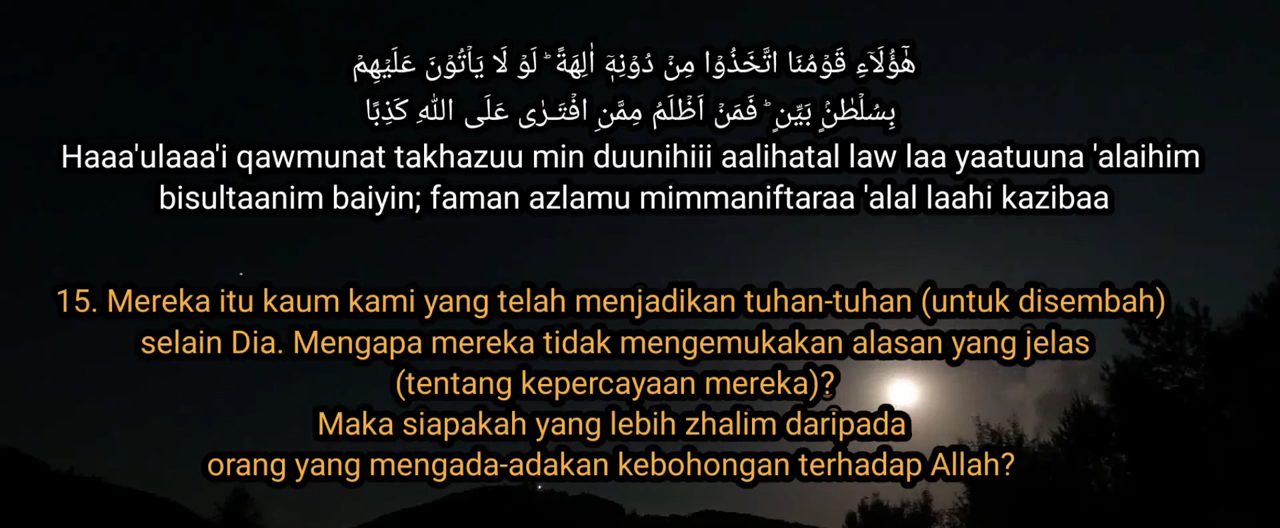 هٰٓؤُلَآءِ قَوۡمُنَا اتَّخَذُوۡا مِنۡ دُوۡنِهٖۤ اٰلِهَةً‌ ؕ لَوۡ لَا يَاۡتُوۡنَ عَلَيۡهِمۡ
بِسُلۡطٰنٍۢ بَيِّنٍ‌ ؕ فَمَنۡ اَظۡلَمُ مِمَّنِ افۡتَـرٰى عَلَى اللّٰهِ كَذِبًا
Haaa'ulaaa'i qawmunat takhazuu min duunihiii aalihatal law laa yaatuuna 'alaihim
bisultaanim baiyin; faman azlamu mimmaniftaraa 'alal laahi kazibaa
15. Mereka itu kaum kami yang telah menjadikan tuhan-tuhan (untuk disembah)
selain Dia. Mengapa mereka tidak mengemukakan alasan yang jelas
(tentang kepercayaan mereka)?
Maka siapakah yang lebih zhalim daripada
orang yang mengada-adakan kebohongan terhadap Allah?